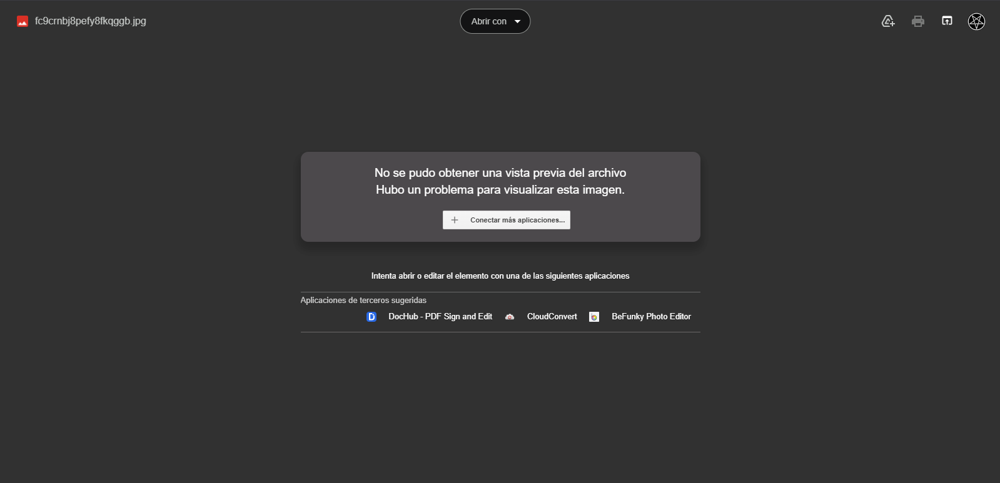 fc9crnbj8pefy8fkqggb.jpg
Abrir con
No se pudo obtener una vista previa del archivo
Hubo un problema para visualizar esta imagen.
Conectar más aplicaciones...
Intenta abrir o editar el elemento con una de las siguientes aplicaciones
Aplicaciones de terceros sugeridas
DocHub - PDF Sign and Edit CloudConvert BeFunky Photo Editor